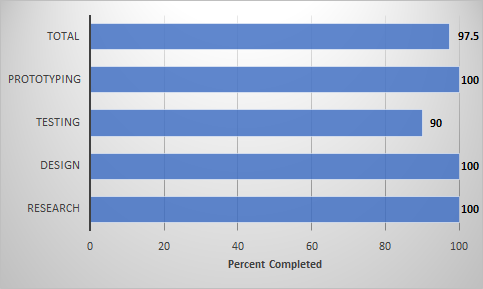 TOTAL 97.5
PROTOTYPING 100
TESTING 90
DESIGN 100
RESEARCH 100
0 20 40 60 80 100
Percent Completed